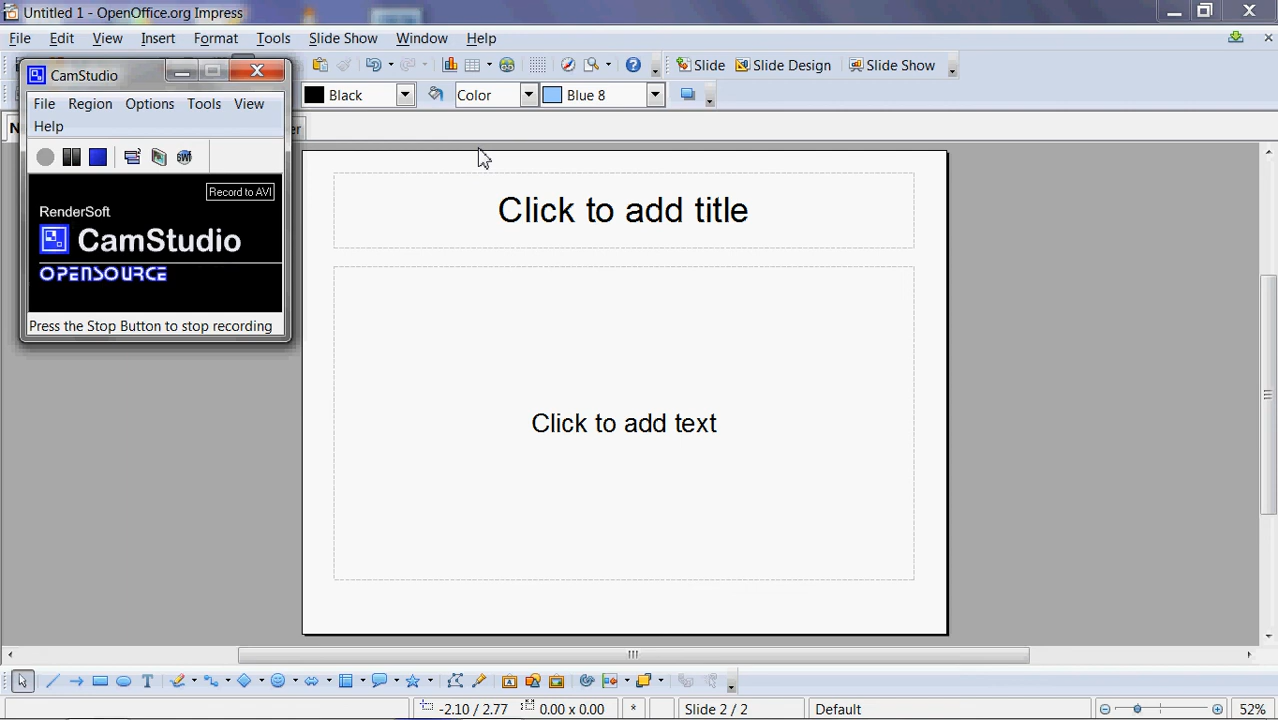 Untitled 1 - OpenOffice.org Impress
File Edit View Insert Format Tools Slide Show Window Help
Slide Slide Design Slide Show
Black Color Blue 8
CamStudio
File Region Options Tools View
Help
Record to AVI
RenderSoft
CamStudio
OPENSOURCE
Press the Stop Button to stop recording
Click to add title
Click to add text
-2.10 / 2.77 0.00 x 0.00 * Slide 2 / 2 Default 52%